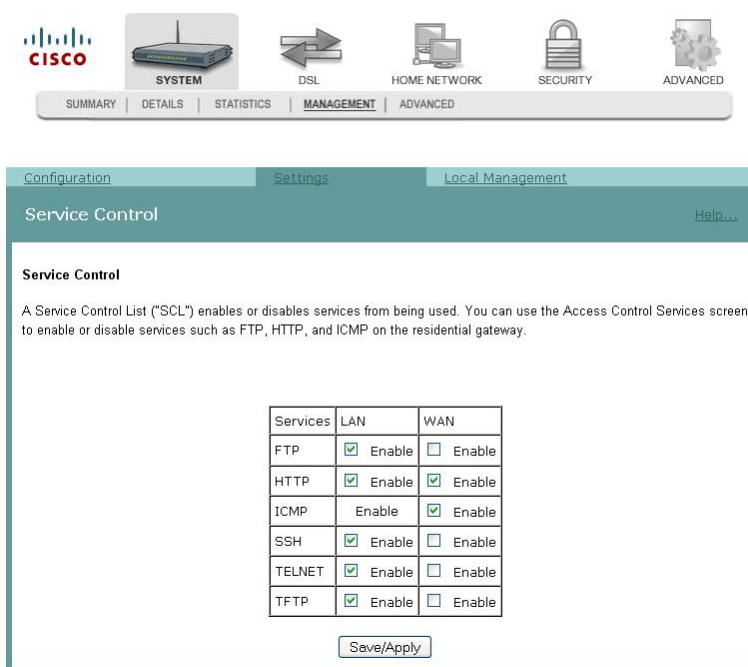 CISCO
SYSTEM DSL HOME NETWORK SECURITY ADVANCED
SUMMARY | DETAILS | STATISTICS | MANAGEMENT | ADVANCED
Configuration Settings Local Management
Service Control Help...
Service Control
A Service Control List ("SCL") enables or disables services from being used. You can use the Access Control Services screen
to enable or disable services such as FTP, HTTP, and ICMP on the residential gateway.
Services LAN WAN
FTP Enable Enable
HTTP Enable Enable
ICMP Enable Enable
SSH Enable Enable
TELNET Enable Enable
TFTP Enable Enable
Save/Apply